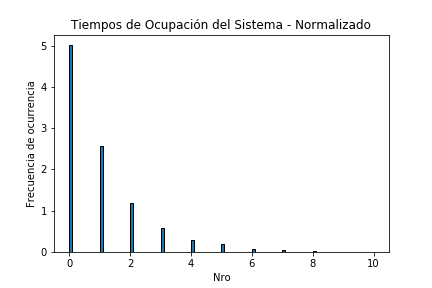 Tiempos de Ocupación del Sistema - Normalizado
5
4
3
2
1
0
Frecuencia de ocurrencia
0 2 4 6 8 10
Nro